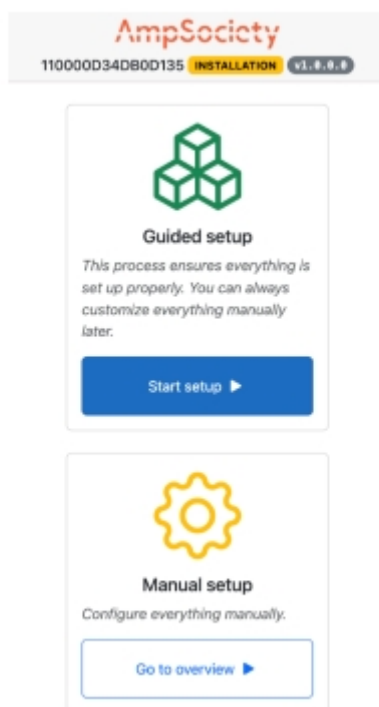 AmpSociety
110000D34DB0D135 INSTALLATION v1.0.0.0
Guided setup
This process ensures everything is
set up properly. You can always
customize everything manually
later.
Start setup
Manual setup
Configure everything manually.
Go to overview